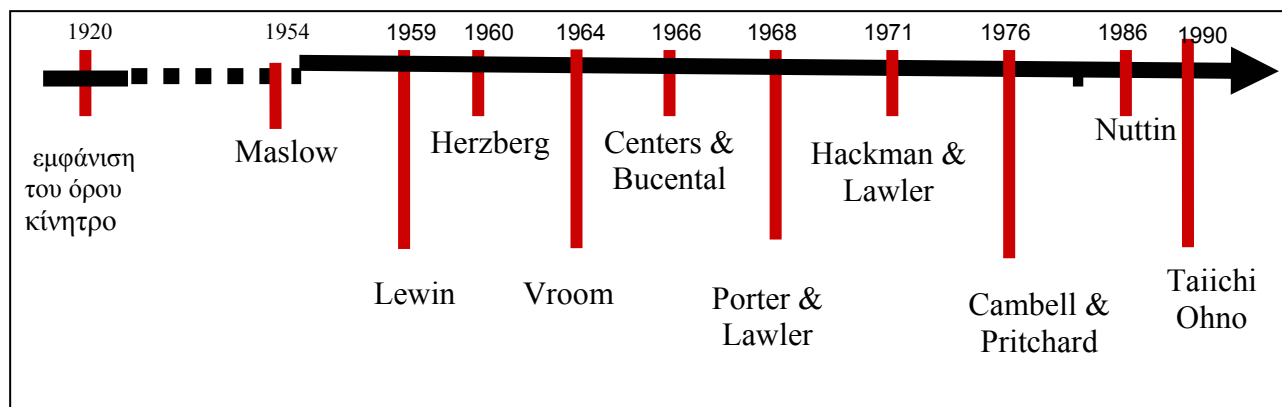 1920 1954 1959 1960 1964 1966 1968 1971 1976 1986 1990
εμφάνιση
του όρου
κίνητρο
Maslow
Lewin
Herzberg
Vroom
Centers &
Bucental
Porter &
Lawler
Hackman &
Lawler
Cambell &
Pritchard
Nuttin
Taiichi
Ohno